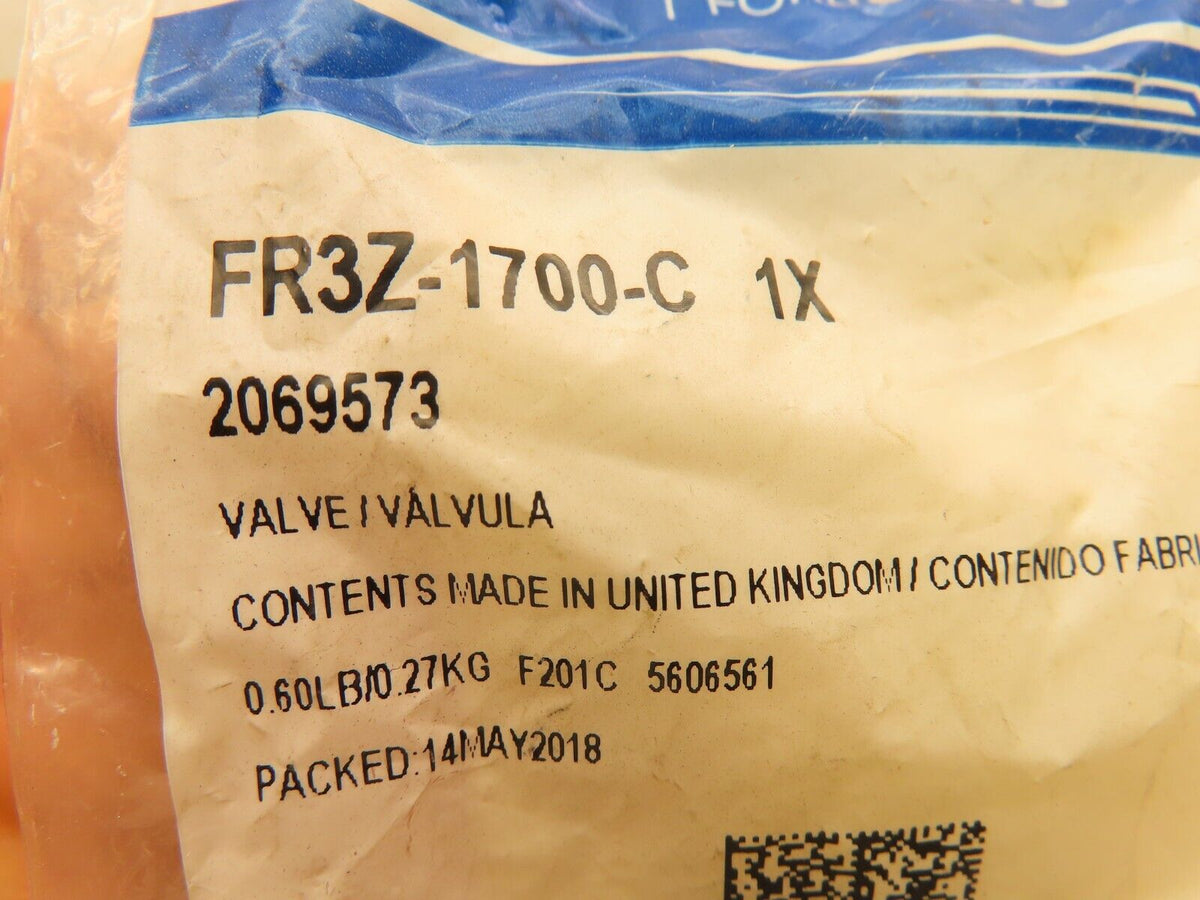 FR3Z-1700-C 1X
2069573
VALVE / VÁLVULA
CONTENTS MADE IN UNITED KINGDOM / CONTENIDO FABRI
0.60LB/0.27KG F201C 5606561
PACKED:14MAY2018